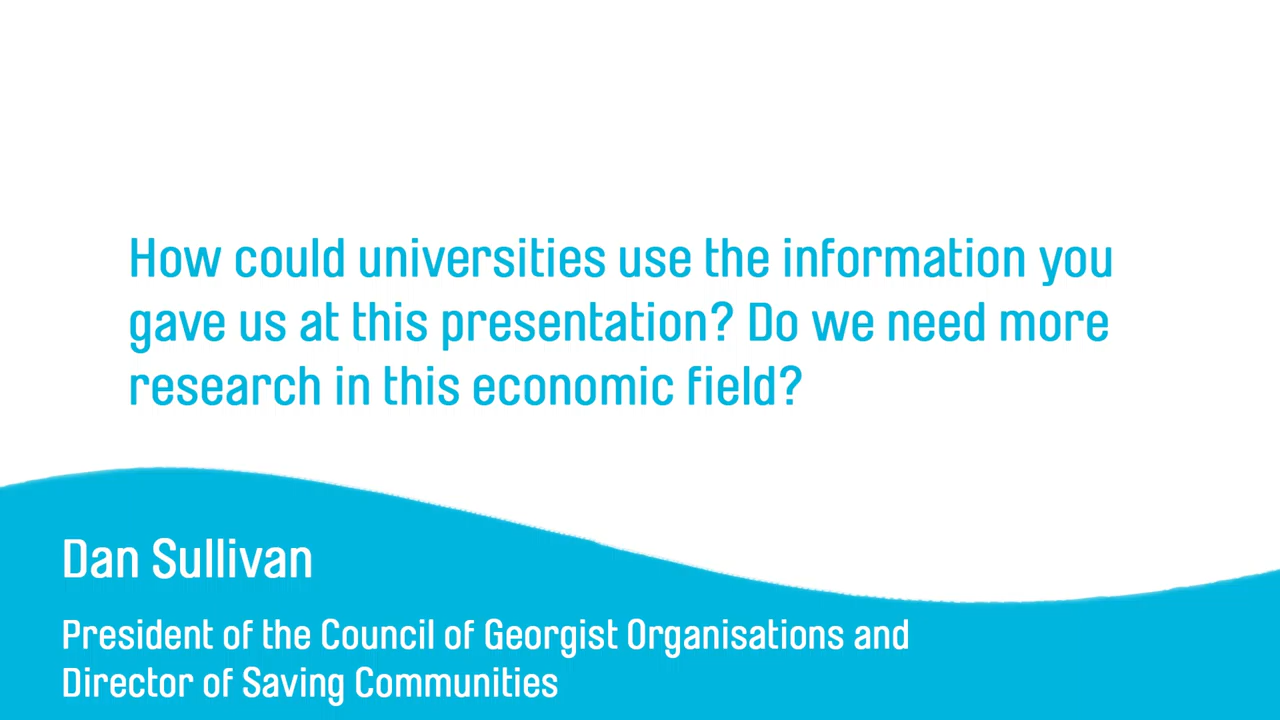 How could universities use the information you
gave us at this presentation? Do we need more
research in this economic field?
Dan Sullivan
President of the Council of Georgist Organisations and
Director of Saving Communities